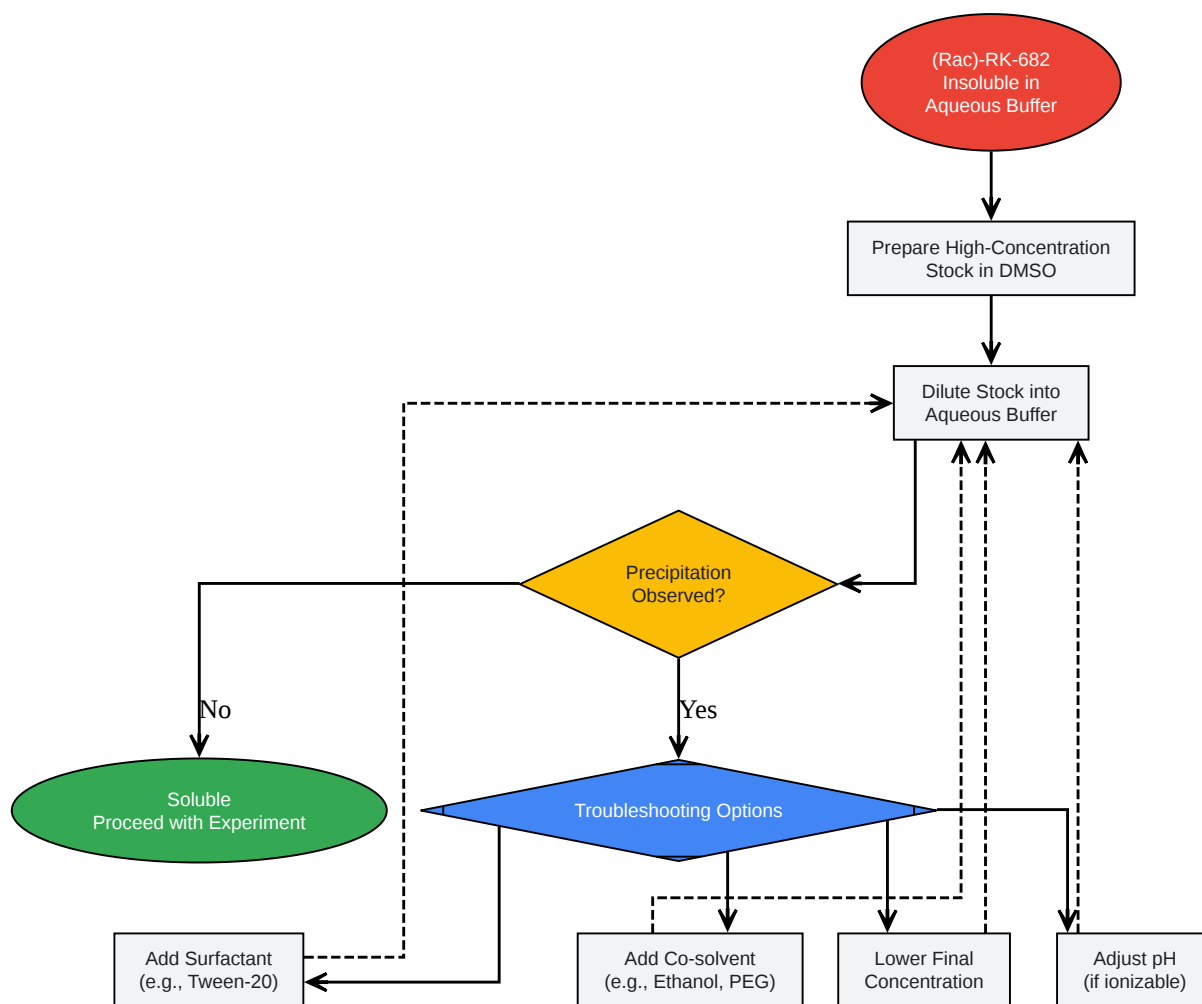 (Rac)-RK-682
Insoluble in
Aqueous Buffer
Prepare High-Concentration
Stock in DMSO
Dilute Stock into
Aqueous Buffer
Precipitation
Observed?
No
Yes
Soluble
Proceed with Experiment
Troubleshooting Options
Add Surfactant
(e.g., Tween-20)
Add Co-solvent
(e.g., Ethanol, PEG)
Lower Final
Concentration
Adjust pH
(if ionizable)